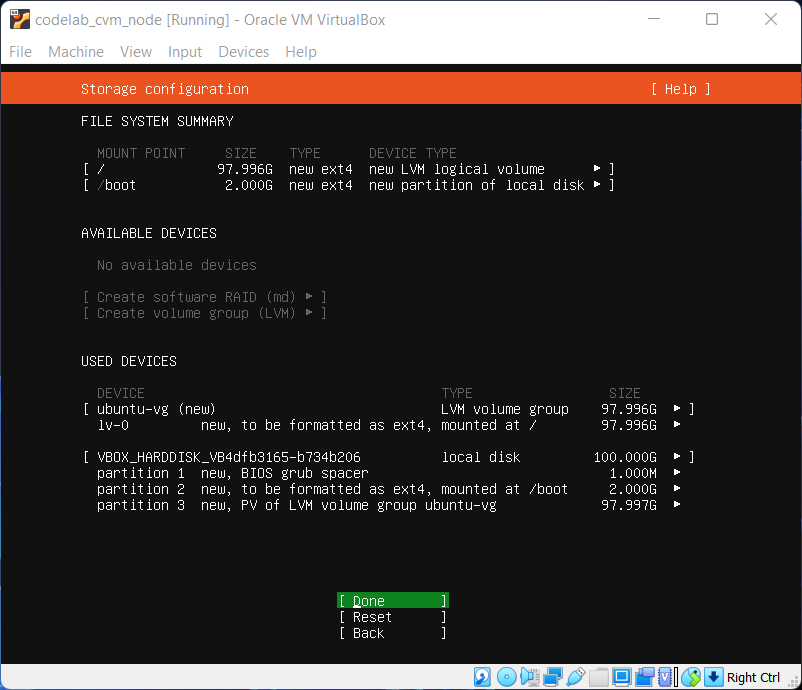 codelab_cvm_node [Running] - Oracle VM VirtualBox
File Machine View Input Devices Help
Storage configuration [ Help ]
FILE SYSTEM SUMMARY
MOUNT POINT SIZE TYPE DEVICE TYPE
[ / 97.996G new ext4 new LVM logical volume ▸ ]
[ /boot 2.000G new ext4 new partition of local disk ▸ ]
AVAILABLE DEVICES
No available devices
[ Create software RAID (md) ▸ ]
[ Create volume group (LVM) ▸ ]
USED DEVICES
DEVICE TYPE SIZE
[ ubuntu-vg (new) LVM volume group 97.996G ▸ ]
lv-0 new, to be formatted as ext4, mounted at / 97.996G ▸
[ VBOX_HARDDISK_VB4dfb3165-b734b206 local disk 100.000G ▸ ]
partition 1 new, BIOS grub spacer 1.000M ▸
partition 2 new, to be formatted as ext4, mounted at /boot 2.000G ▸
partition 3 new, PV of LVM volume group ubuntu-vg 97.997G ▸
[ Done ]
[ Reset ]
[ Back ]
Right Ctrl